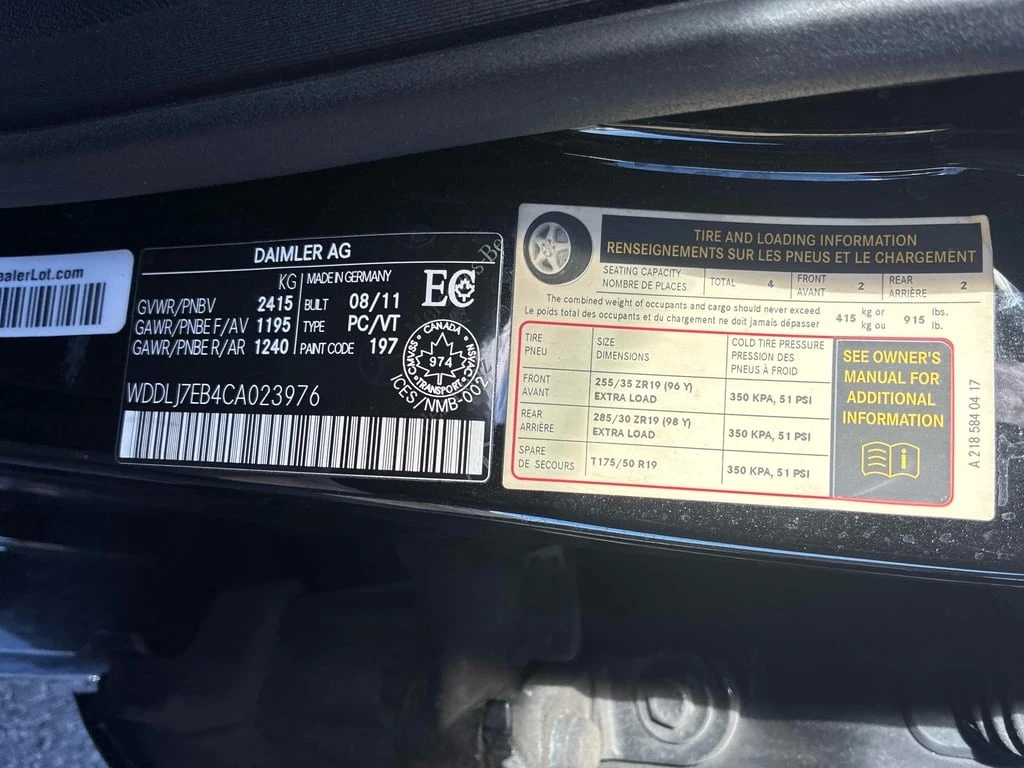 ealerLot.com
DAIMLER AG
KG MADE IN GERMANY
GVWR/PNBV 2415 BUILT 08/11
GAWR/PNBE F/AV 1195 TYPE PC/VT
GAWR/PNBE R/AR 1240 PAINT CODE 197
EC
CANADA
NSVAC
974
SVMAC
TRANSPORT
ICES/NMB-002
WDDLJ7EB4CA023976
TIRE AND LOADING INFORMATION
RENSEIGNEMENTS SUR LES PNEUS ET LE CHARGEMENT
SEATING CAPACITY
NOMBRE DE PLACES
TOTAL 4
FRONT
AVANT 2
REAR
ARRIÈRE 2
The combined weight of occupants and cargo should never exceed
Le poids total des occupants et du chargement ne doit jamais dépasser
415 kg or
kg ou
915 lbs.
lb.
TIRE
PNEU
SIZE
DIMENSIONS
COLD TIRE PRESSURE
PRESSION DES
PNEUS À FROID
FRONT
AVANT
255/35 ZR19 (96 Y)
EXTRA LOAD
350 KPA, 51 PSI
REAR
ARRIÈRE
285/30 ZR19 (98 Y)
EXTRA LOAD
350 KPA, 51 PSI
SPARE
DE SECOURS
T175/50 R19
350 KPA, 51 PSI
SEE OWNER'S
MANUAL FOR
ADDITIONAL
INFORMATION
i
A 218 584 04 17